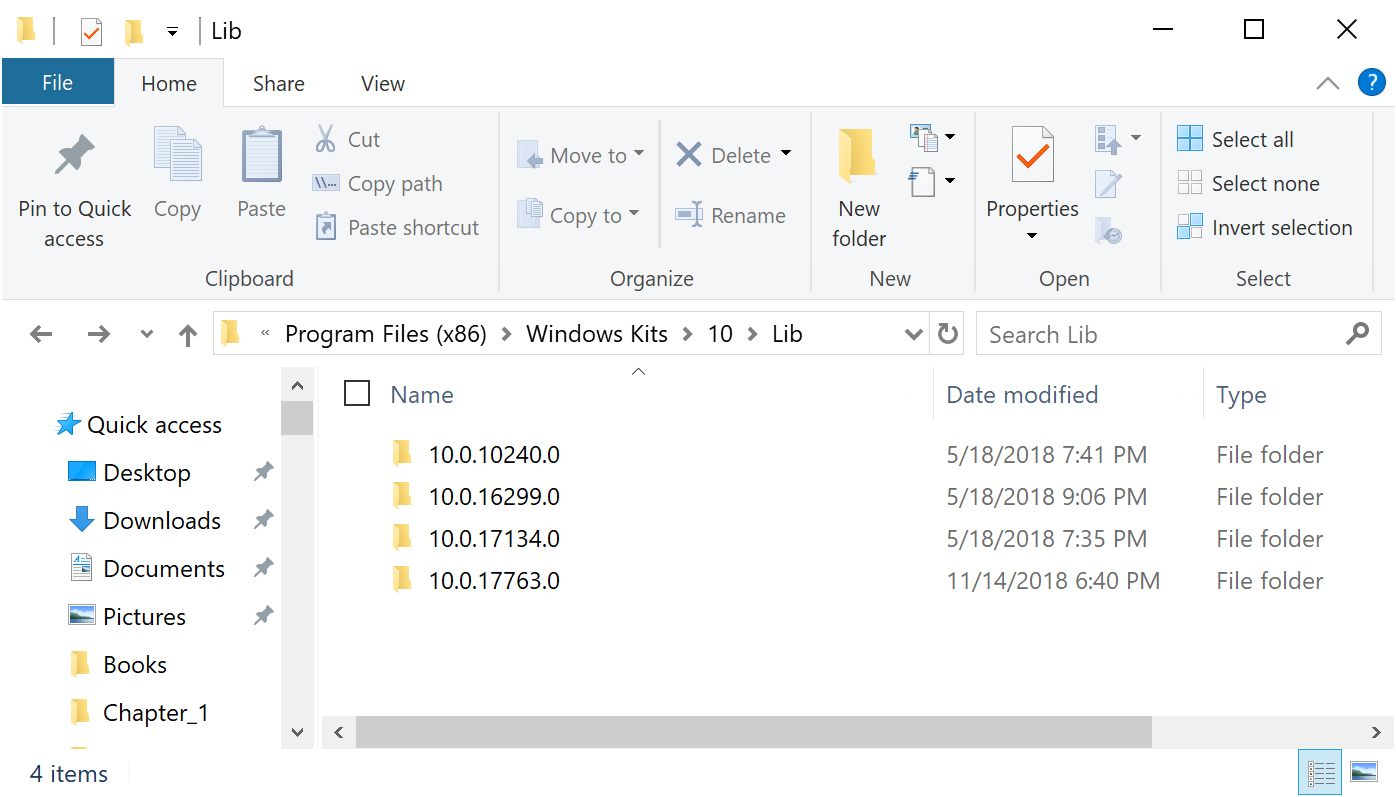 Lib
File Home Share View
Pin to Quick access
Copy
Paste
Cut
Copy path
Paste shortcut
Clipboard
Move to
Copy to
Delete
Rename
Organize
New folder
New
Properties
Open
Select all
Select none
Invert selection
Select
« Program Files (x86) > Windows Kits > 10 > Lib
Search Lib
Quick access
Desktop
Downloads
Documents
Pictures
Books
Chapter_1
Name Date modified Type
10.0.10240.0 5/18/2018 7:41 PM File folder
10.0.16299.0 5/18/2018 9:06 PM File folder
10.0.17134.0 5/18/2018 7:35 PM File folder
10.0.17763.0 11/14/2018 6:40 PM File folder
4 items